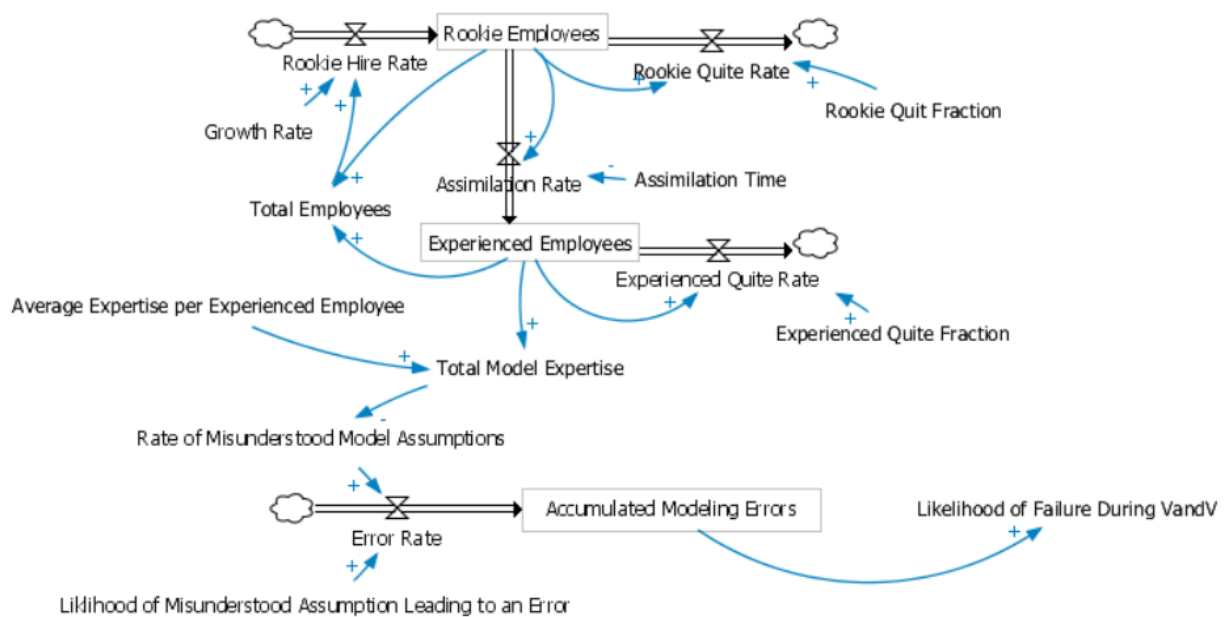 Rookie Employees
Rookie Hire Rate
Rookie Quite Rate
+
+
+
+
Rookie Quit Fraction
Growth Rate
+
-
Assimilation Rate
Assimilation Time
+
Total Employees
+
Experienced Employees
Experienced Quite Rate
Average Expertise per Experienced Employee
+
+
+
Experienced Quite Fraction
+
Total Model Expertise
-
Rate of Misunderstood Model Assumptions
+
Accumulated Modeling Errors
Likelihood of Failure During VandV
+
Error Rate
+
Liklihood of Misunderstood Assumption Leading to an Error